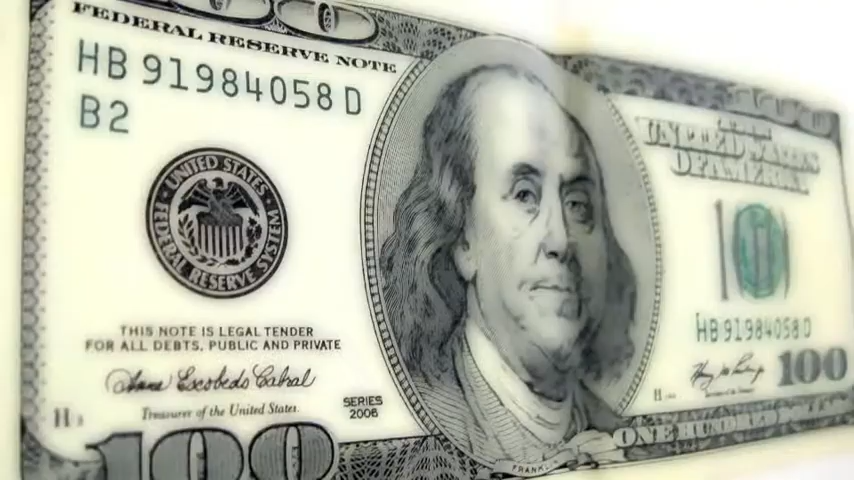 100
FEDERAL RESERVE NOTE
HB 91984058 D
B2
UNITED STATES
FEDERAL RESERVE SYSTEM
THIS NOTE IS LEGAL TENDER
FOR ALL DEBTS, PUBLIC AND PRIVATE
Anna Escobedo Cabral
Treasurer of the United States.
SERIES
2006
H
100
FRANKLIN
UNITED STATES
OF AMERICA
100
HB 91984058 D
H
100
ONE HUNDRED